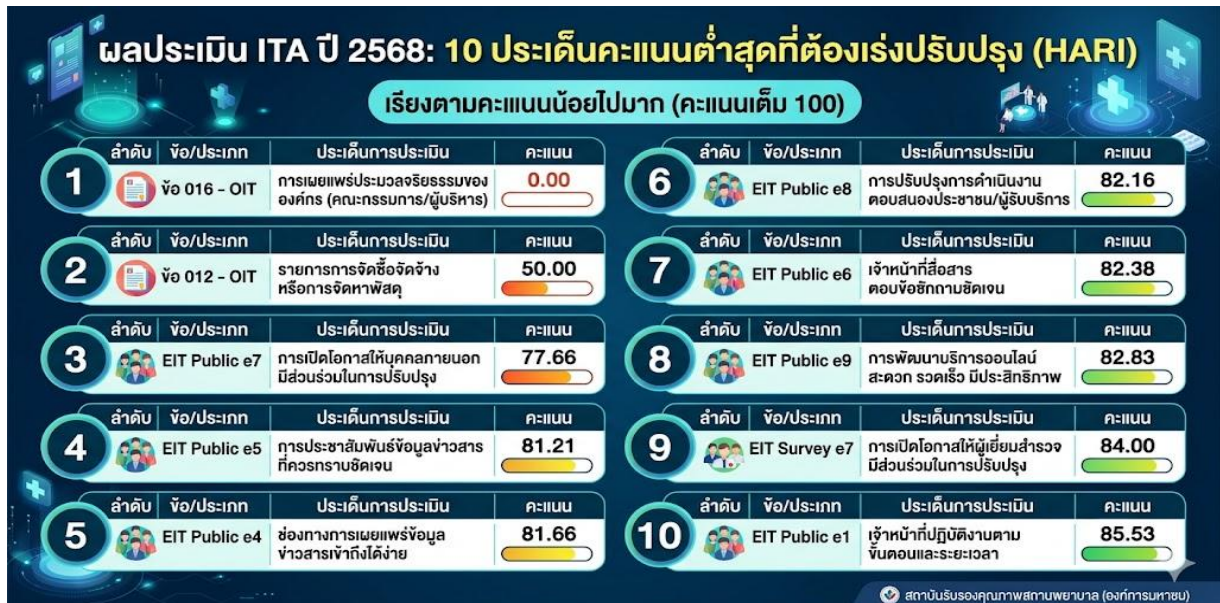 ผลประเมิน ITA ปี 2568: 10 ประเด็นคะแนนต่ำสุดที่ต้องเร่งปรับปรุง (HARI)
เรียงตามคะแนนน้อยไปมาก (คะแนนเต็ม 100)
1
ลำดับ ข้อ/ประเภท ประเด็นการประเมิน คะแนน
ข้อ 016 - OIT
การเผยแพร่ประมวลจริยธรรมของ
องค์กร (คณะกรรมการ/ผู้บริหาร)
0.00
2
ลำดับ ข้อ/ประเภท ประเด็นการประเมิน คะแนน
ข้อ 012 - OIT
รายการการจัดซื้อจัดจ้าง
หรือการจัดหาพัสดุ
50.00
3
ลำดับ ข้อ/ประเภท ประเด็นการประเมิน คะแนน
EIT Public e7
การเปิดโอกาสให้บุคคลภายนอก
มีส่วนร่วมในการปรับปรุง
77.66
4
ลำดับ ข้อ/ประเภท ประเด็นการประเมิน คะแนน
EIT Public e5
การประชาสัมพันธ์ข้อมูลข่าวสาร
ที่ควรทราบชัดเจน
81.21
5
ลำดับ ข้อ/ประเภท ประเด็นการประเมิน คะแนน
EIT Public e4
ช่องทางการเผยแพร่ข้อมูล
ข่าวสารเข้าถึงได้ง่าย
81.66
6
ลำดับ ข้อ/ประเภท ประเด็นการประเมิน คะแนน
EIT Public e8
การปรับปรุงการดำเนินงาน
ตอบสนองประชาชน/ผู้รับบริการ
82.16
7
ลำดับ ข้อ/ประเภท ประเด็นการประเมิน คะแนน
EIT Public e6
เจ้าหน้าที่สื่อสาร
ตอบข้อซักถามชัดเจน
82.38
8
ลำดับ ข้อ/ประเภท ประเด็นการประเมิน คะแนน
EIT Public e9
การพัฒนาบริการออนไลน์
สะดวก รวดเร็ว มีประสิทธิภาพ
82.83
9
ลำดับ ข้อ/ประเภท ประเด็นการประเมิน คะแนน
EIT Survey e7
การเปิดโอกาสให้ผู้เยี่ยมสำรวจ
มีส่วนร่วมในการปรับปรุง
84.00
10
ลำดับ ข้อ/ประเภท ประเด็นการประเมิน คะแนน
EIT Public e1
เจ้าหน้าที่ปฏิบัติงานตาม
ขั้นตอนและระยะเวลา
85.53
สถาบันรับรองคุณภาพสถานพยาบาล (องค์การมหาชน)